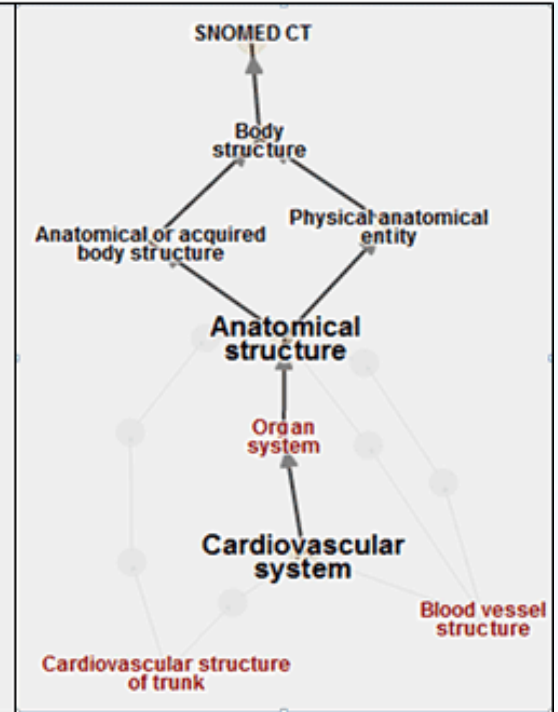 SNOMED CT
Body
structure
Anatomical or acquired
body structure
Physical anatomical
entity
Anatomical
structure
Organ
system
Cardiovascular
system
Blood vessel
structure
Cardiovascular structure
of trunk